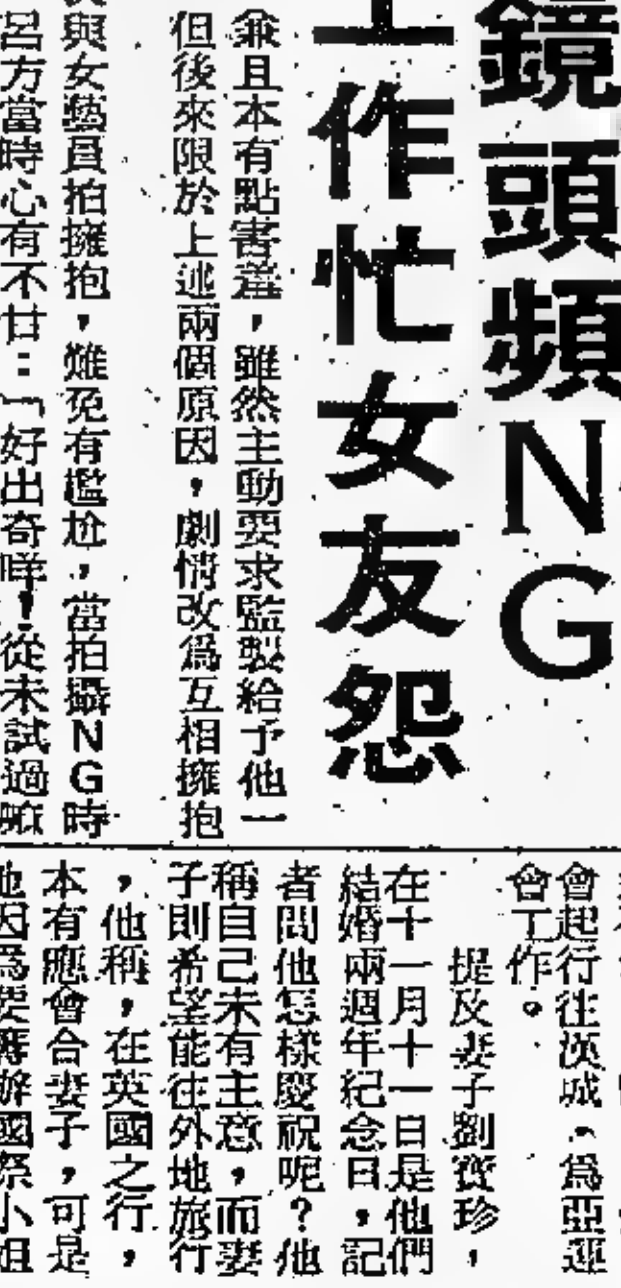 鏡頭頻NG
工作忙女友怨
兼且本有點害羞，雖然主動要求監製給予他一
但後來限於上述兩個原因，劇情改爲互相擁抱
與女藝員拍擁抱，難免有尷尬，當拍攝NG時
呂方當時心有不甘：「好出奇咩！從未試過嘛
會起行往漢城，爲亞運
會工作。
提及妻子劉寶珍，
在十一月十一日是他們
結婚兩週年紀念日，記
者問他怎樣慶祝呢？他
稱自己未有主意，而妻
子則希望能往外地旅行
，他稱，在英國之行，
本有應會合妻子，可是
他因爲要籌辦國際小姐